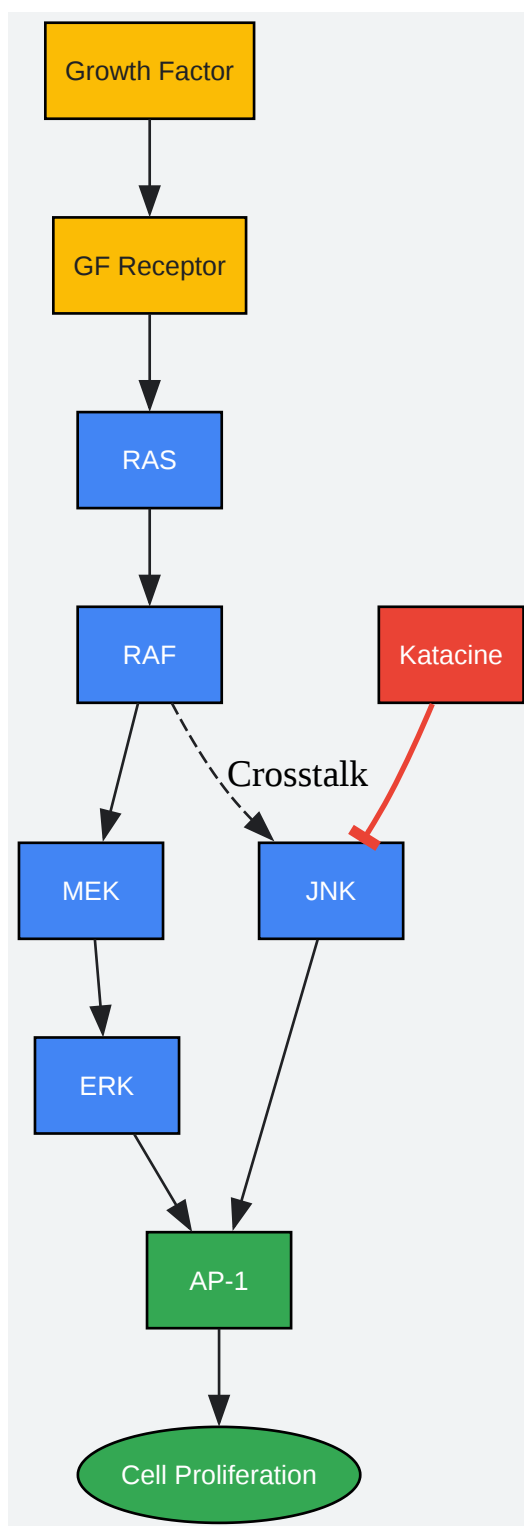 Growth Factor
GF Receptor
RAS
RAF
Katacine
Crosstalk
MEK
JNK
ERK
AP-1
Cell Proliferation